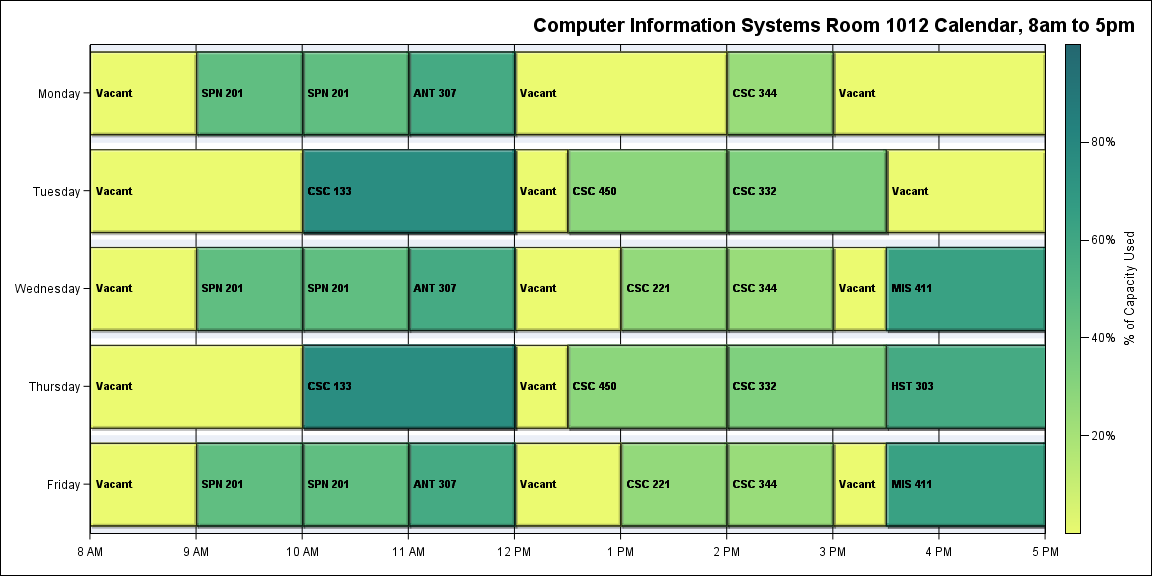 Computer Information Systems Room 1012 Calendar, 8am to 5pm
Monday Vacant SPN 201 SPN 201 ANT 307 Vacant CSC 344 Vacant
80%
Tuesday Vacant CSC 133 Vacant CSC 450 CSC 332 Vacant
60%
% of Capacity Used
Wednesday Vacant SPN 201 SPN 201 ANT 307 Vacant CSC 221 CSC 344 Vacant MIS 411
40%
Thursday Vacant CSC 133 Vacant CSC 450 CSC 332 HST 303
20%
Friday Vacant SPN 201 SPN 201 ANT 307 Vacant CSC 221 CSC 344 Vacant MIS 411
8 AM 9 AM 10 AM 11 AM 12 PM 1 PM 2 PM 3 PM 4 PM 5 PM